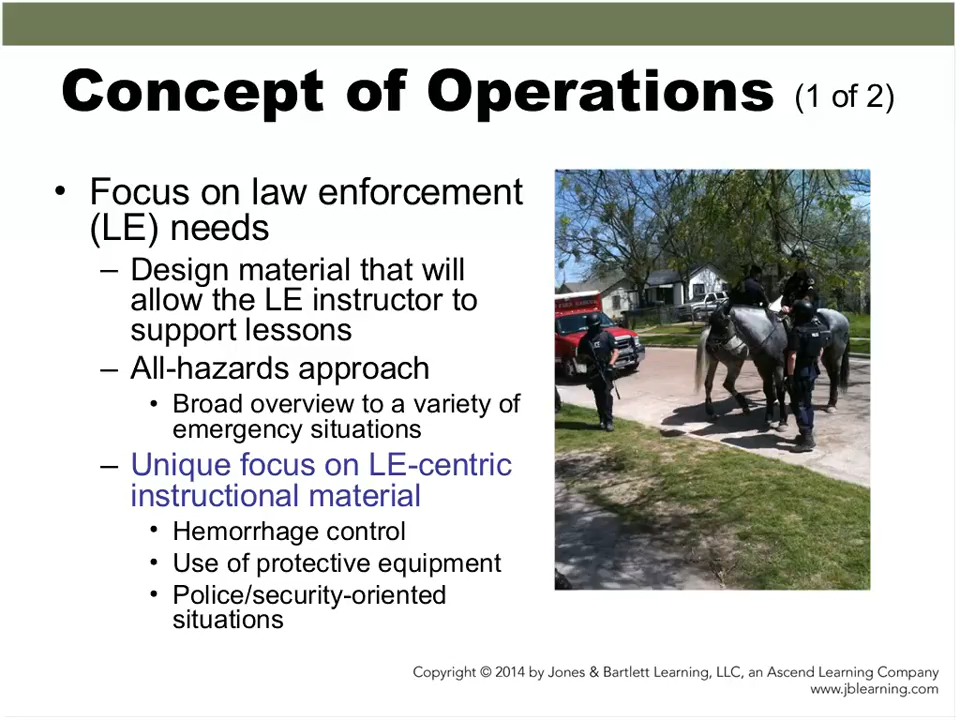 Concept of Operations (1 of 2)
• Focus on law enforcement
(LE) needs
– Design material that will
allow the LE instructor to
support lessons
– All-hazards approach
• Broad overview to a variety of
emergency situations
– Unique focus on LE-centric
instructional material
• Hemorrhage control
• Use of protective equipment
• Police/security-oriented
situations
Copyright © 2014 by Jones & Bartlett Learning, LLC, an Ascend Learning Company
www.jblearning.com